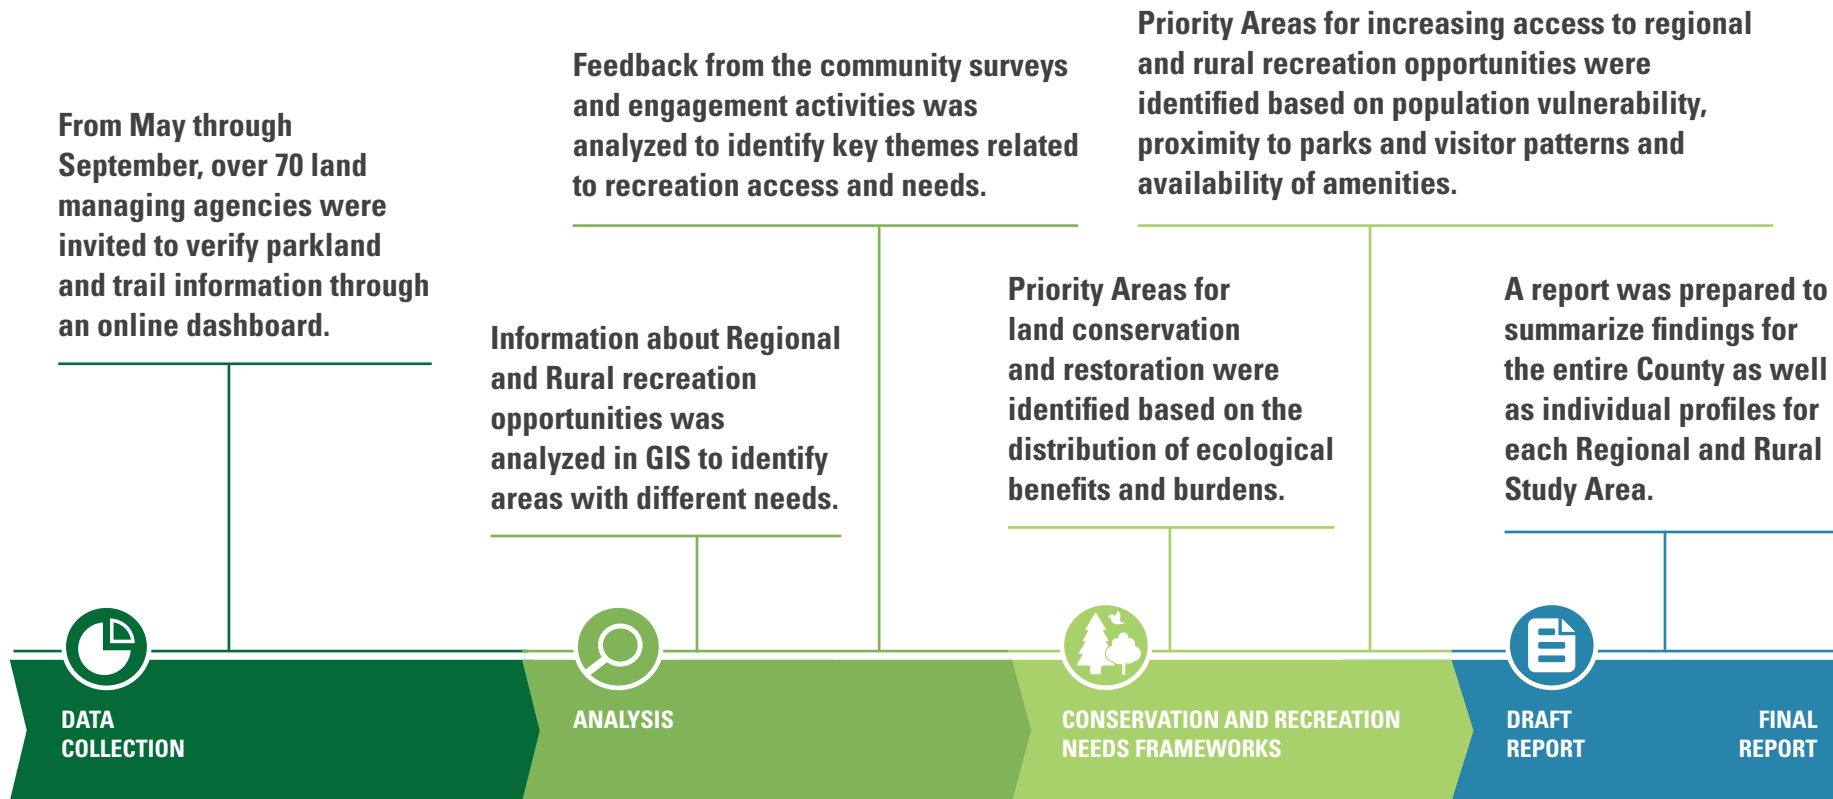 From May through
September, over 70 land
managing agencies were
invited to verify parkland
and trail information through
an online dashboard.
Information about Regional
and Rural recreation
opportunities was
analyzed in GIS to identify
areas with different needs.
Feedback from the community surveys
and engagement activities was
analyzed to identify key themes related
to recreation access and needs.
Priority Areas for
land conservation
and restoration were
identified based on the
distribution of ecological
benefits and burdens.
Priority Areas for increasing access to regional
and rural recreation opportunities were
identified based on population vulnerability,
proximity to parks and visitor patterns and
availability of amenities.
A report was prepared to
summarize findings for
the entire County as well
as individual profiles for
each Regional and Rural
Study Area.
DATA
COLLECTION
ANALYSIS
CONSERVATION AND RECREATION
NEEDS FRAMEWORKS
DRAFT
REPORT
FINAL
REPORT